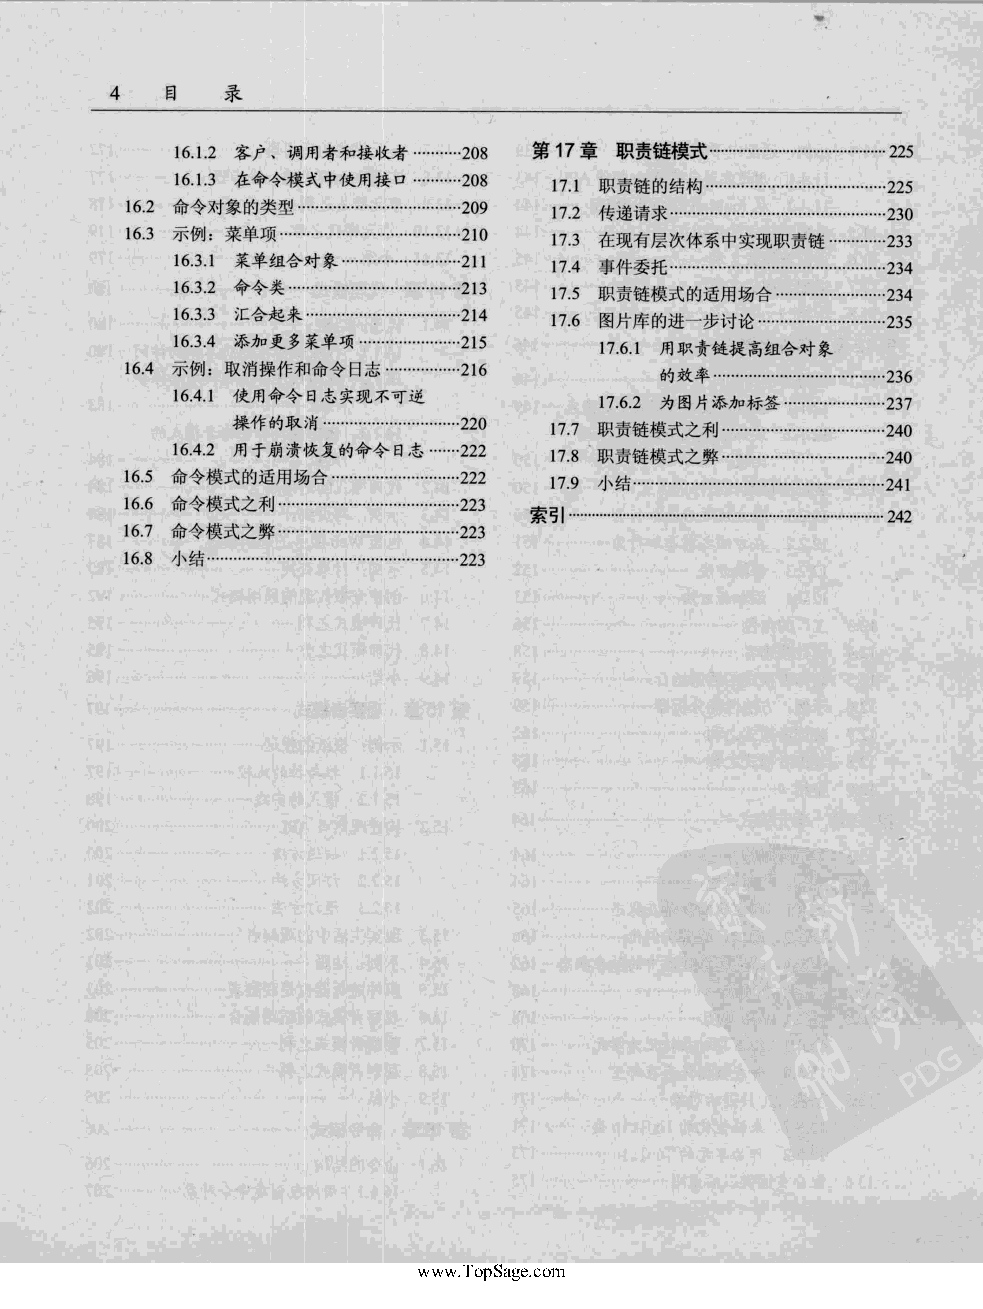 4 目 录
16.1.2 客户、调用者和接收者………208
16.1.3 在命令模式中使用接口………208
16.2 命令对象的类型………209
16.3 示例：菜单项………210
16.3.1 菜单组合对象………211
16.3.2 命令类………213
16.3.3 汇合起来………214
16.3.4 添加更多菜单项………215
16.4 示例：取消操作和命令日志………216
16.4.1 使用命令日志实现不可逆
操作的取消………220
16.4.2 用于崩溃恢复的命令日志……222
16.5 命令模式的适用场合………222
16.6 命令模式之利………223
16.7 命令模式之弊………223
16.8 小结………223
第17章 职责链模式………225
17.1 职责链的结构………225
17.2 传递请求………230
17.3 在现有层次体系中实现职责链………233
17.4 事件委托………234
17.5 职责链模式的适用场合………234
17.6 图片库的进一步讨论………235
17.6.1 用职责链提高组合对象
的效率………236
17.6.2 为图片添加标签………237
17.7 职责链模式之利………240
17.8 职责链模式之弊………240
17.9 小结………241
索引………242
PDG
www.TopSage.com